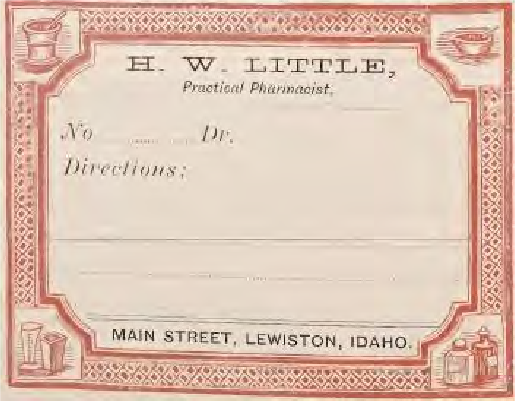 H. W. LITTLE,
Practical Pharmacist.
No Dr.
Directions:
MAIN STREET, LEWISTON, IDAHO.